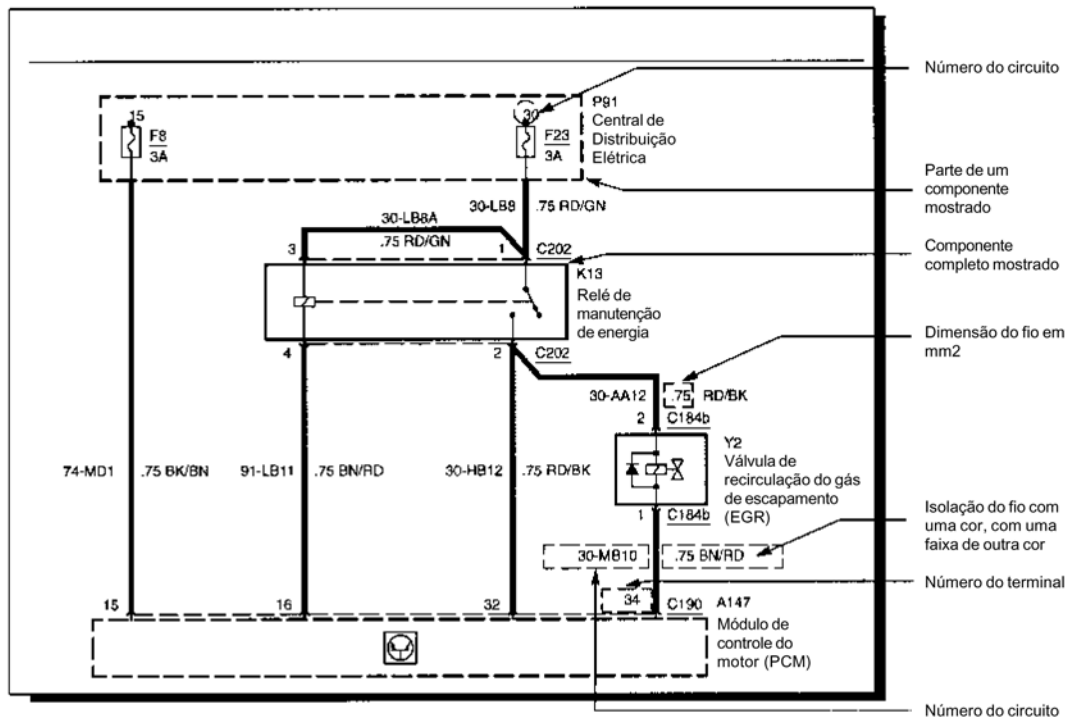 Número do circuito
P91
Central de
Distribuição
Elétrica
15
F8
3A
30
F23
3A
Parte de um
componente
mostrado
30-LB8 .75 RD/GN
30-LB8A
.75 RD/GN
3 1 C202
Componente
completo mostrado
K13
Relé de
manutenção
de energia
4 2 C202
Dimensão do fio em
mm2
30-AA12 .75 RD/BK
2 C184b
Y2
Válvula de
recirculação do gás
de escapamento
(EGR)
74-MD1 .75 BK/BN 91-LB11 .75 BN/RD 30-HB12 .75 RD/BK
1 C184b
Isolação do fio com
uma cor, com uma
faixa de outra cor
30-MB10 .75 BN/RD
Número do terminal
15 16 32 34 C190 A147
Módulo de
controle do
motor (PCM)
Número do circuito